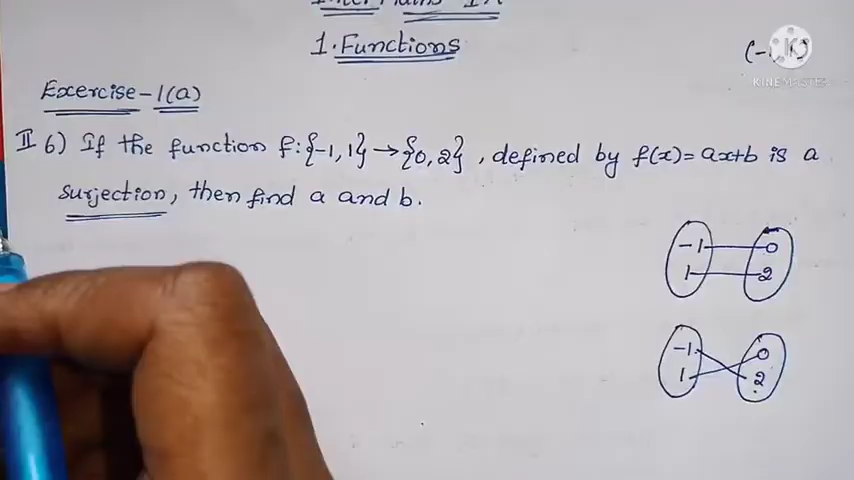 1. Functions
KINEMASTER
Exercise-1(a)
II 6) If the function f:{-1, 1} → {0, 2}, defined by f(x) = ax+b is a
surjection, then find a and b.
-1 0
1 2
-1 0
1 2